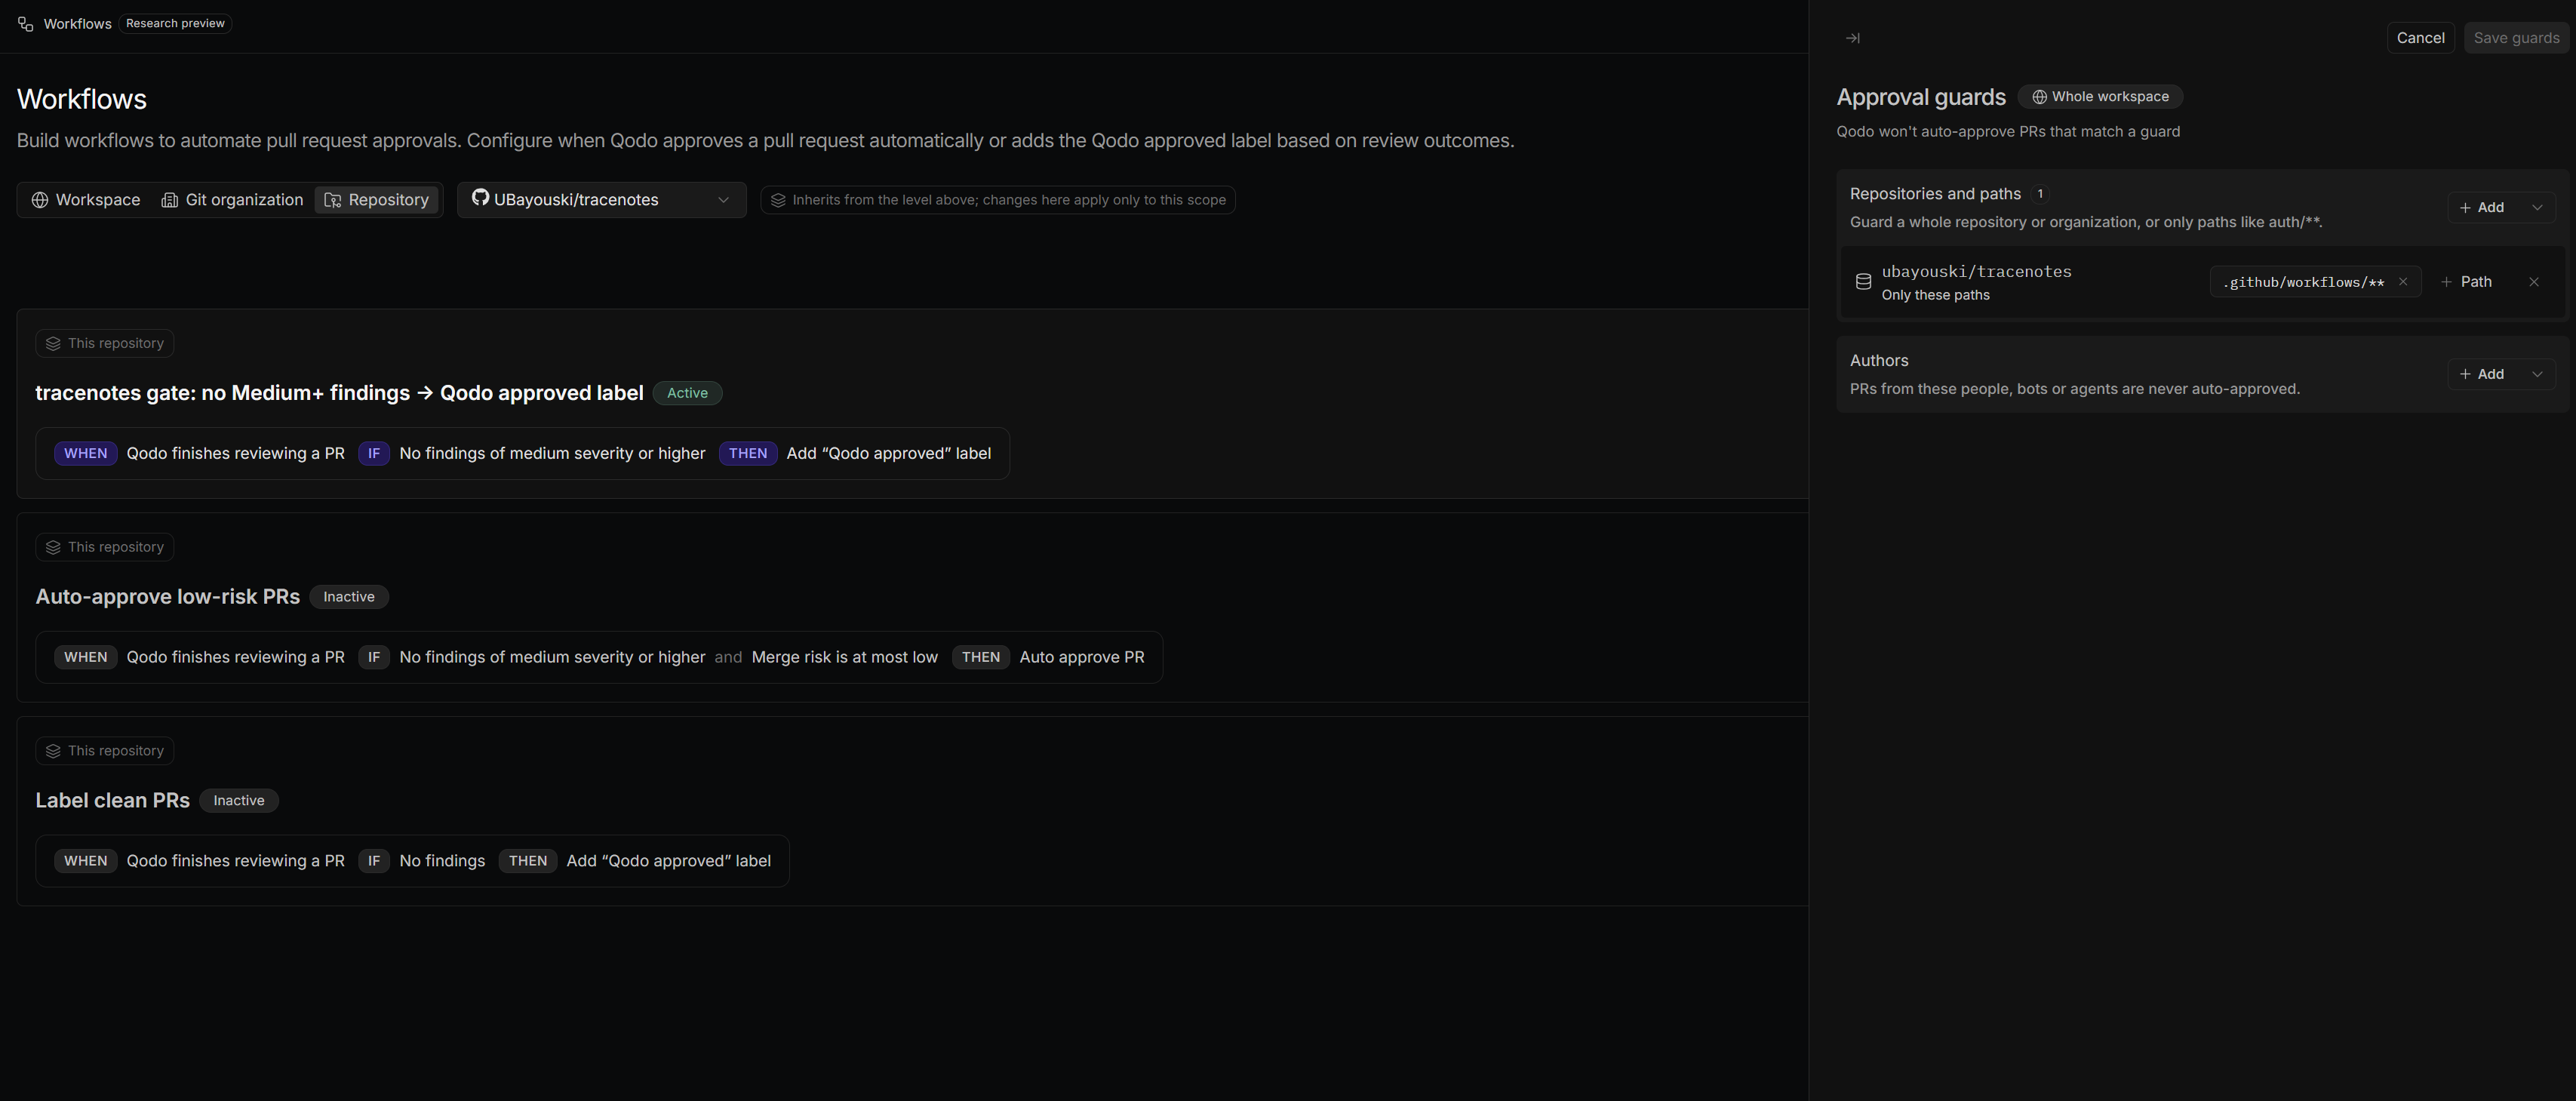 Workflows Research preview
Workflows
Build workflows to automate pull request approvals. Configure when Qodo approves a pull request automatically or adds the Qodo approved label based on review outcomes.
Workspace Git organization Repository UBayouski/tracenotes Inherits from the level above; changes here apply only to this scope
This repository
tracenotes gate: no Medium+ findings → Qodo approved label Active
WHEN Qodo finishes reviewing a PR IF No findings of medium severity or higher THEN Add “Qodo approved” label
This repository
Auto-approve low-risk PRs Inactive
WHEN Qodo finishes reviewing a PR IF No findings of medium severity or higher and Merge risk is at most low THEN Auto approve PR
This repository
Label clean PRs Inactive
WHEN Qodo finishes reviewing a PR IF No findings THEN Add “Qodo approved” label
Cancel Save guards
Approval guards Whole workspace
Qodo won't auto-approve PRs that match a guard
Repositories and paths 1
Guard a whole repository or organization, or only paths like auth/**.
+ Add
ubayouski/tracenotes
Only these paths
.github/workflows/** × + Path ×
Authors
PRs from these people, bots or agents are never auto-approved.
+ Add